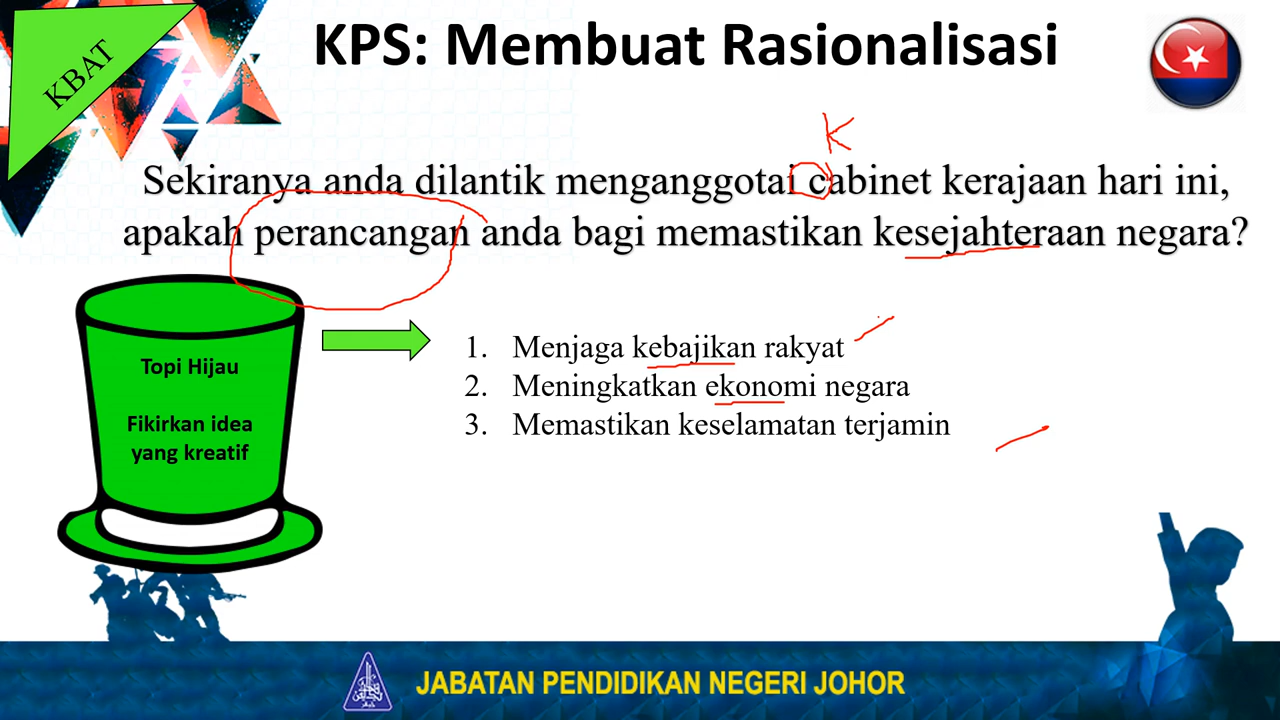 KBAT
KPS: Membuat Rasionalisasi
K
Sekiranya anda dilantik menganggotai cabinet kerajaan hari ini,
apakah perancangan anda bagi memastikan kesejahteraan negara?
Topi Hijau
Fikirkan idea
yang kreatif
1. Menjaga kebajikan rakyat
2. Meningkatkan ekonomi negara
3. Memastikan keselamatan terjamin
JABATAN PENDIDIKAN NEGERI JOHOR